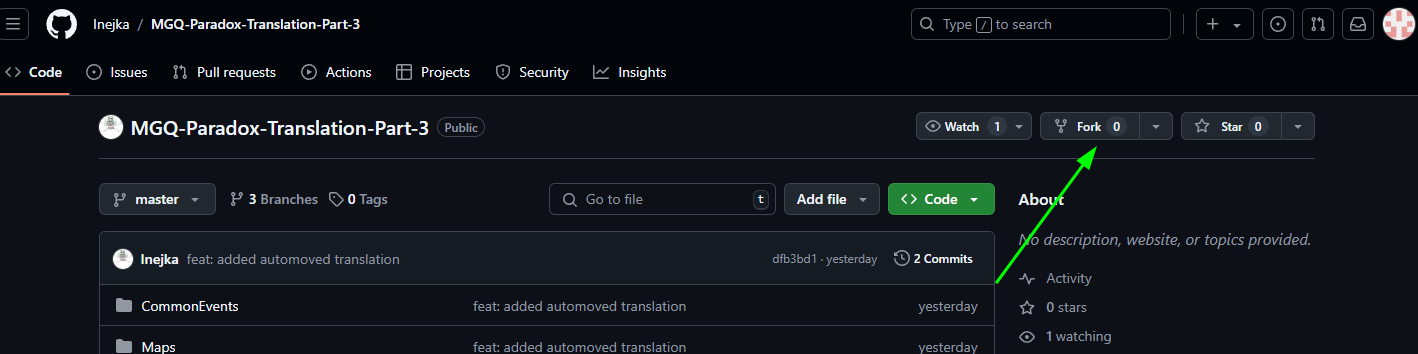 Inejka / MGQ-Paradox-Translation-Part-3
Type / to search
Code Issues Pull requests Actions Projects Security Insights
MGQ-Paradox-Translation-Part-3 Public
Watch 1 Fork 0 Star 0
master 3 Branches 0 Tags Go to file t Add file Code
About
No description, website, or topics provided.
Inejka feat: added automoved translation dfb3bd1 · yesterday 2 Commits
Activity
CommonEvents feat: added automoved translation yesterday
0 stars
1 watching
Maps feat: added automoved translation yesterday